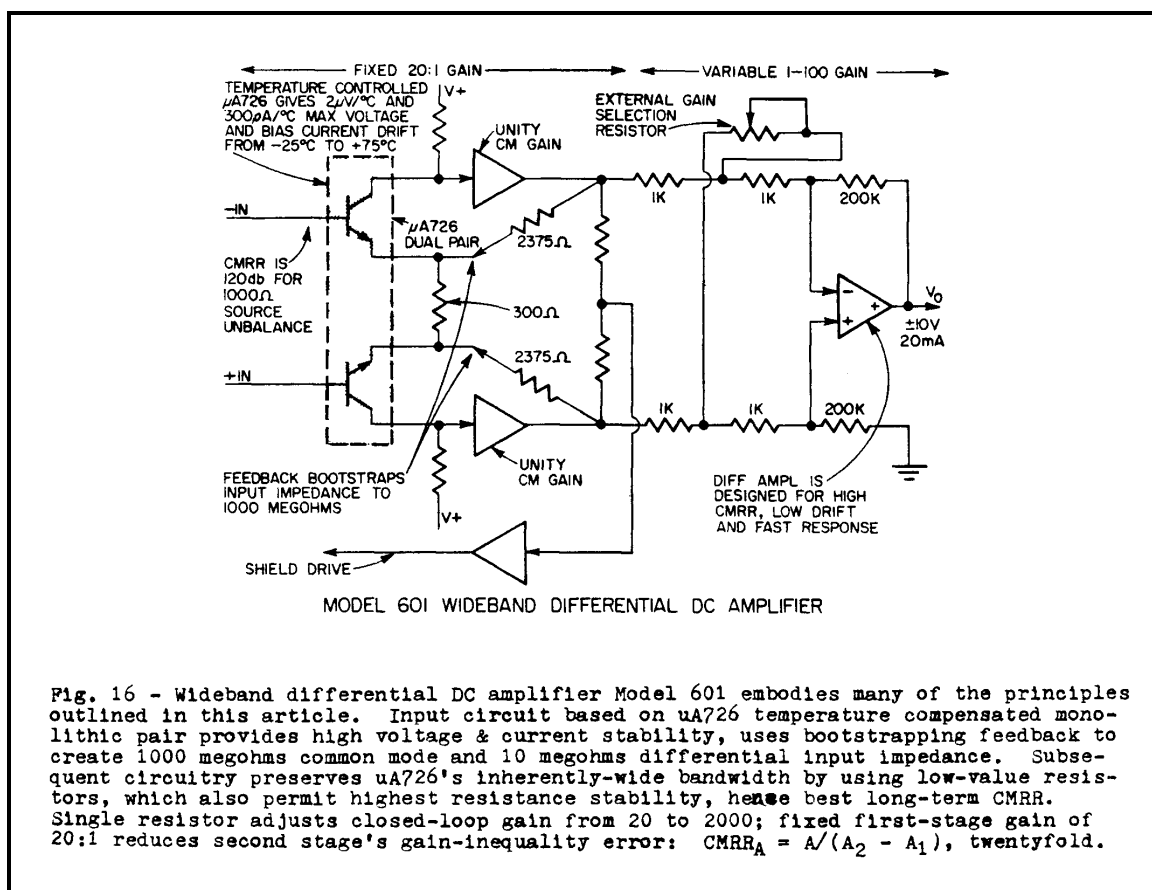 FIXED 20:1 GAIN
VARIABLE 1-100 GAIN
TEMPERATURE CONTROLLED
µA726 GIVES 2µV/°C AND
300pA/°C MAX VOLTAGE
AND BIAS CURRENT DRIFT
FROM -25°C TO +75°C
V+
UNITY
CM GAIN
EXTERNAL GAIN
SELECTION
RESISTOR
1K
1K
200K
-IN
µA726
DUAL PAIR
2375Ω
CMRR IS
120db FOR
1000Ω
SOURCE
UNBALANCE
300Ω
-
+
+
V₀
±10V
20mA
2375Ω
+IN
1K
1K
200K
UNITY
CM GAIN
FEEDBACK BOOTSTRAPS
INPUT IMPEDANCE TO
1000 MEGOHMS
V+
DIFF AMPL IS
DESIGNED FOR HIGH
CMRR, LOW DRIFT
AND FAST RESPONSE
SHIELD DRIVE
MODEL 601 WIDEBAND DIFFERENTIAL DC AMPLIFIER
Fig. 16 - Wideband differential DC amplifier Model 601 embodies many of the principles
outlined in this article. Input circuit based on uA726 temperature compensated mono-
lithic pair provides high voltage & current stability, uses bootstrapping feedback to
create 1000 megohms common mode and 10 megohms differential input impedance. Subse-
quent circuitry preserves uA726's inherently-wide bandwidth by using low-value resis-
tors, which also permit highest resistance stability, hence best long-term CMRR.
Single resistor adjusts closed-loop gain from 20 to 2000; fixed first-stage gain of
20:1 reduces second stage's gain-inequality error: CMRR_A = A/(A₂ - A₁), twentyfold.